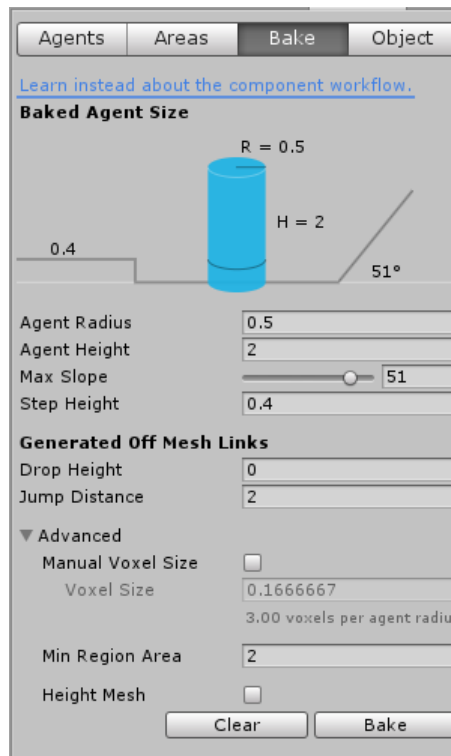 Agents Areas Bake Object
Learn instead about the component workflow.
Baked Agent Size
R = 0.5
H = 2
0.4
51°
Agent Radius 0.5
Agent Height 2
Max Slope 51
Step Height 0.4
Generated Off Mesh Links
Drop Height 0
Jump Distance 2
Advanced
Manual Voxel Size
Voxel Size 0.1666667
3.00 voxels per agent radiu
Min Region Area 2
Height Mesh
Clear Bake